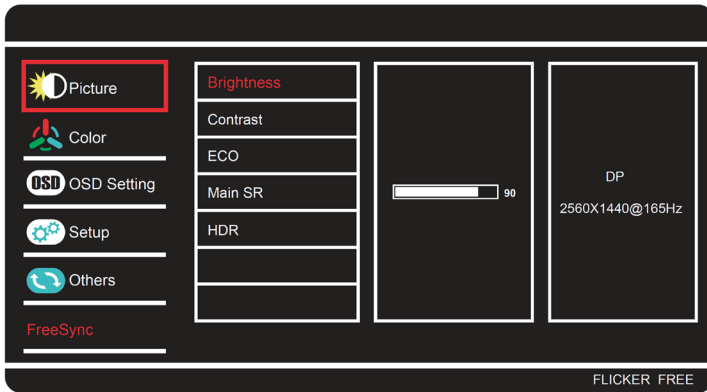 Picture
Color
OSD OSD Setting
Setup
Others
FreeSync
Brightness
Contrast
ECO
Main SR
HDR
90
DP
2560X1440@165Hz
FLICKER FREE